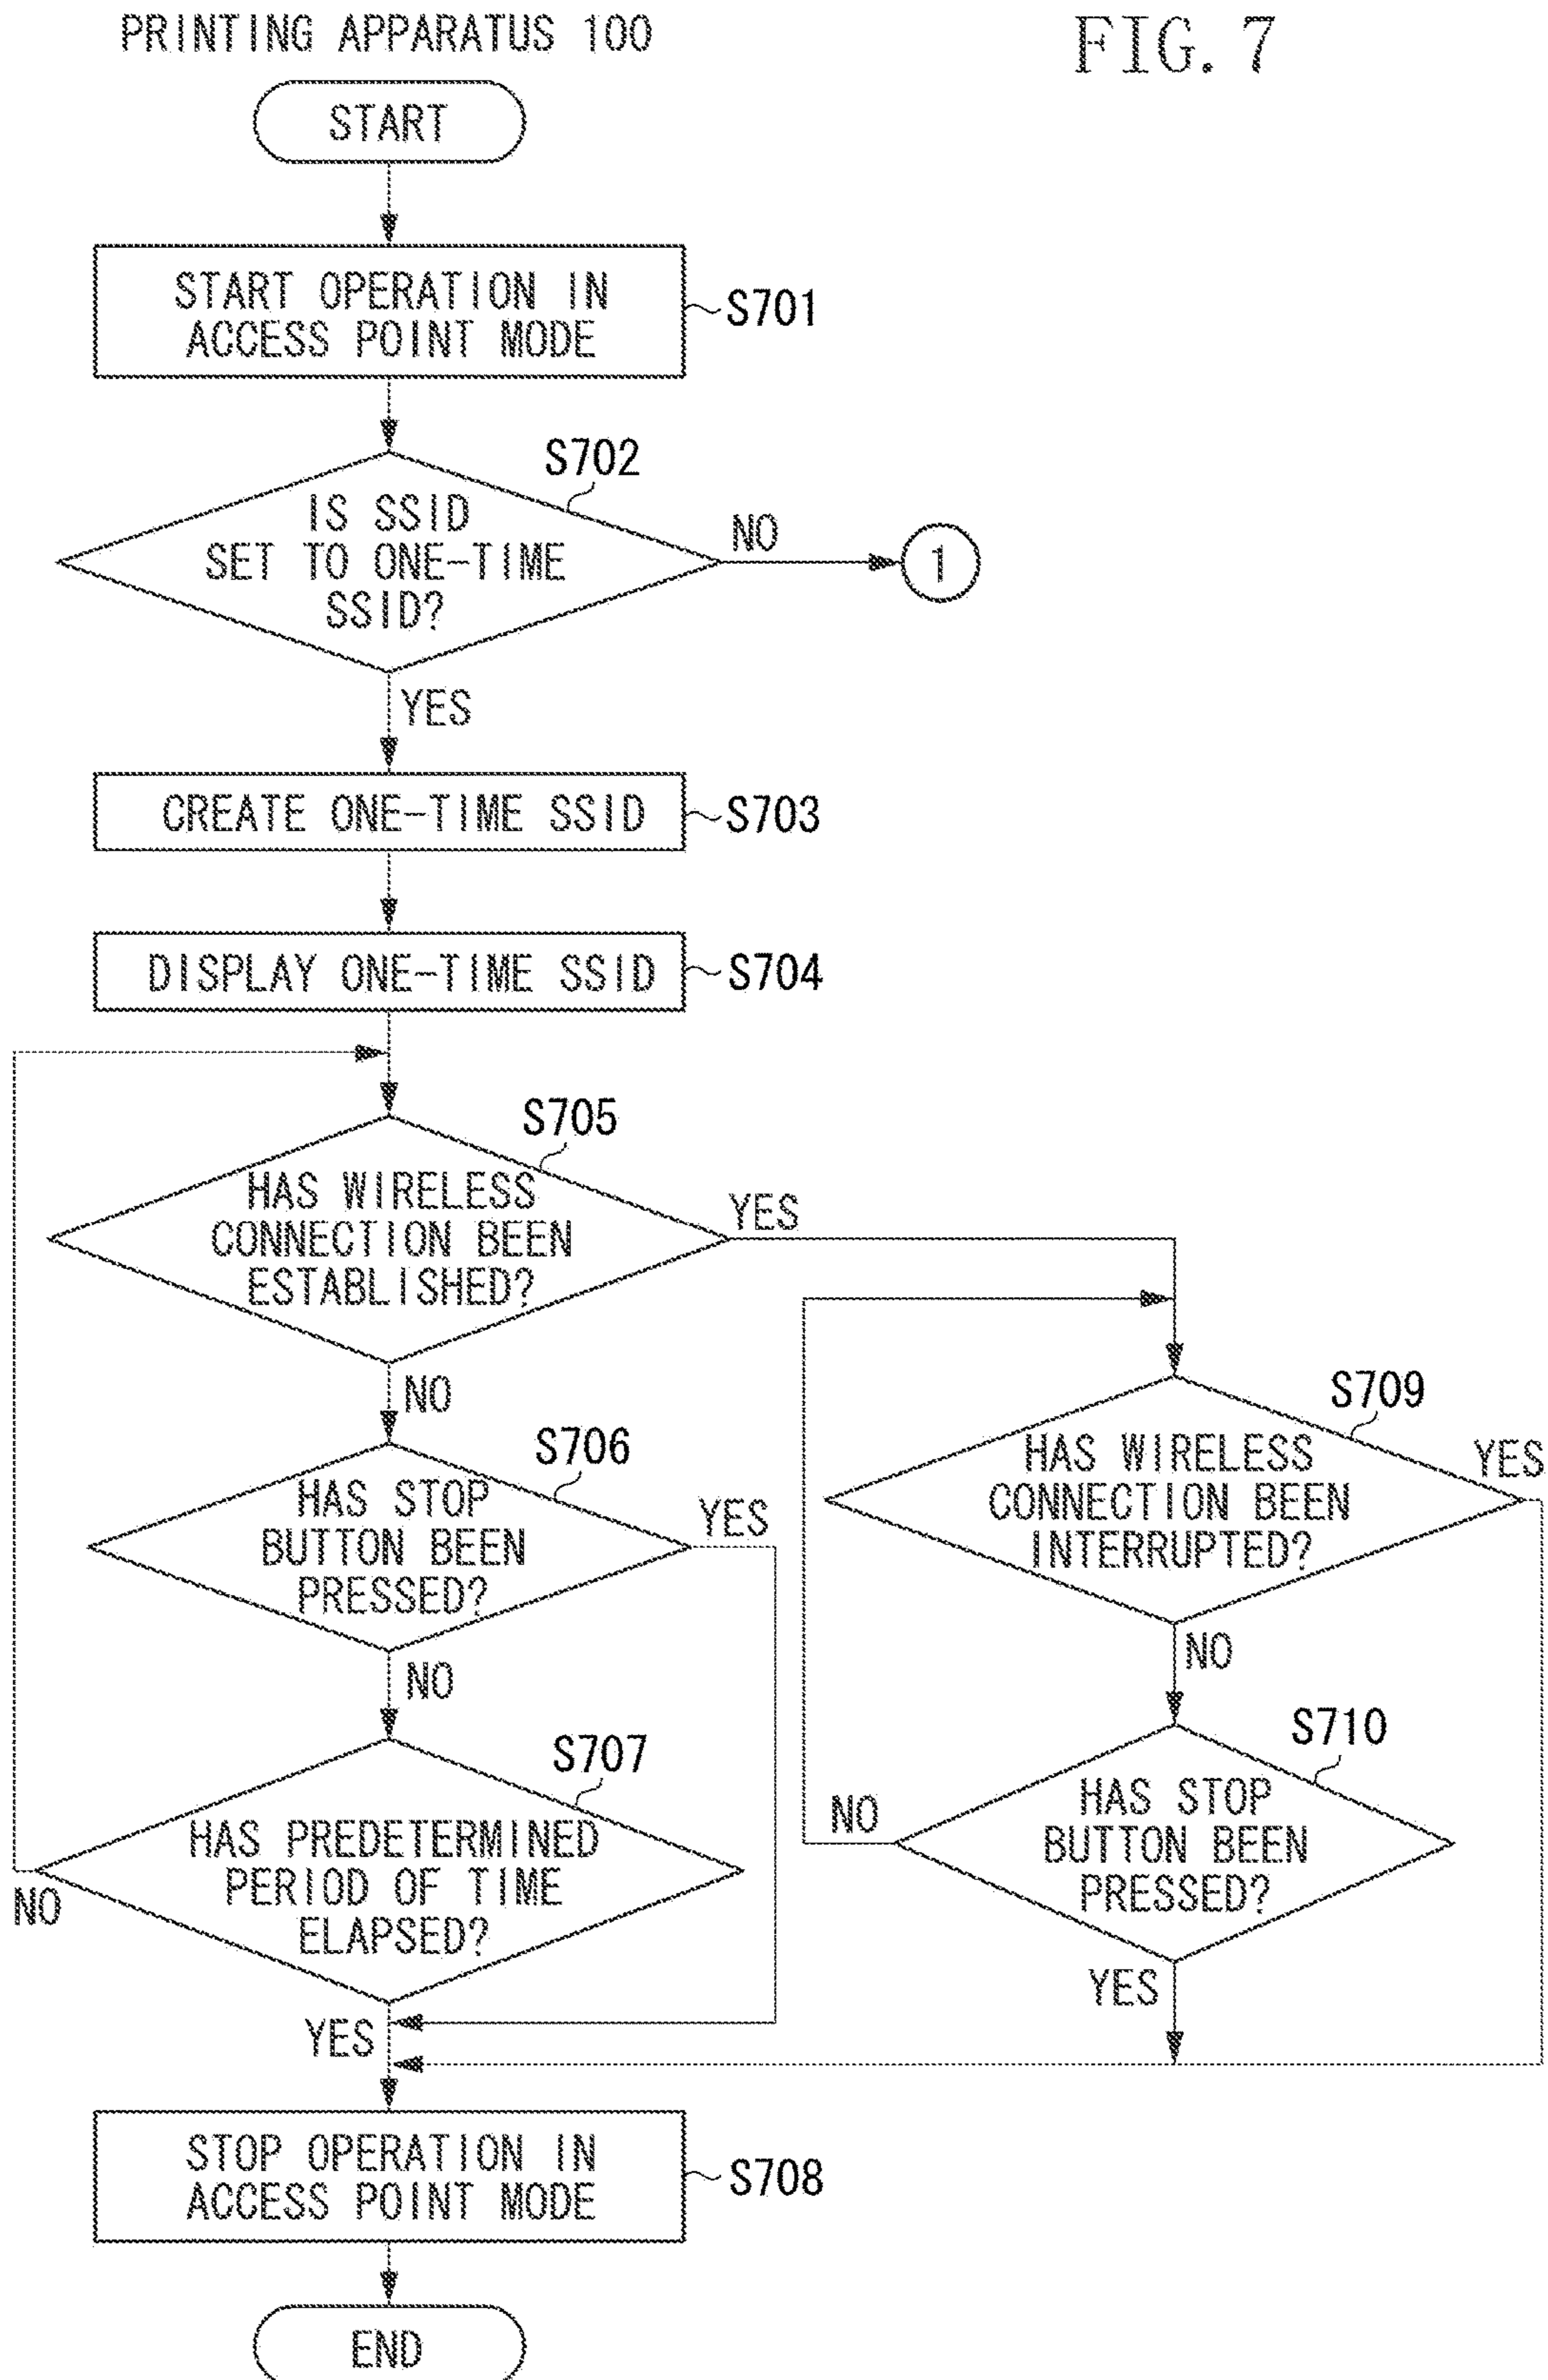 PRINTING APPARATUS 100
FIG. 7
START
START OPERATION IN
ACCESS POINT MODE
S701
S702
IS SSID
SET TO ONE-TIME
SSID?
NO
1
YES
CREATE ONE-TIME SSID
S703
DISPLAY ONE-TIME SSID
S704
S705
HAS WIRELESS
CONNECTION BEEN
ESTABLISHED?
YES
NO
S706
HAS STOP
BUTTON BEEN
PRESSED?
YES
NO
S707
HAS PREDETERMINED
PERIOD OF TIME
ELAPSED?
NO
YES
S709
HAS WIRELESS
CONNECTION BEEN
INTERRUPTED?
YES
NO
S710
HAS STOP
BUTTON BEEN
PRESSED?
NO
YES
STOP OPERATION IN
ACCESS POINT MODE
S708
END